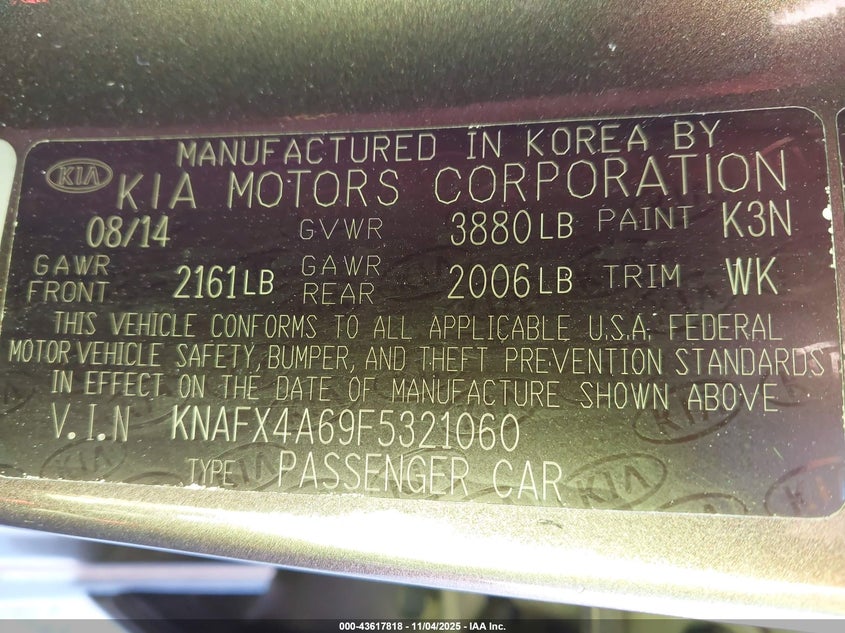 MANUFACTURED IN KOREA BY
KIA KIA MOTORS CORPORATION
08/14 GVWR 3880LB PAINT K3N
GAWR FRONT 2161LB GAWR REAR 2006LB TRIM WK
THIS VEHICLE CONFORMS TO ALL APPLICABLE U.S.A. FEDERAL
MOTOR VEHICLE SAFETY, BUMPER, AND THEFT PREVENTION STANDARDS
IN EFFECT ON THE DATE OF MANUFACTURE SHOWN ABOVE
V.I.N KNAFX4A69F5321060
TYPE PASSENGER CAR
000-43617818 - 11/04/2025 - IAA Inc.